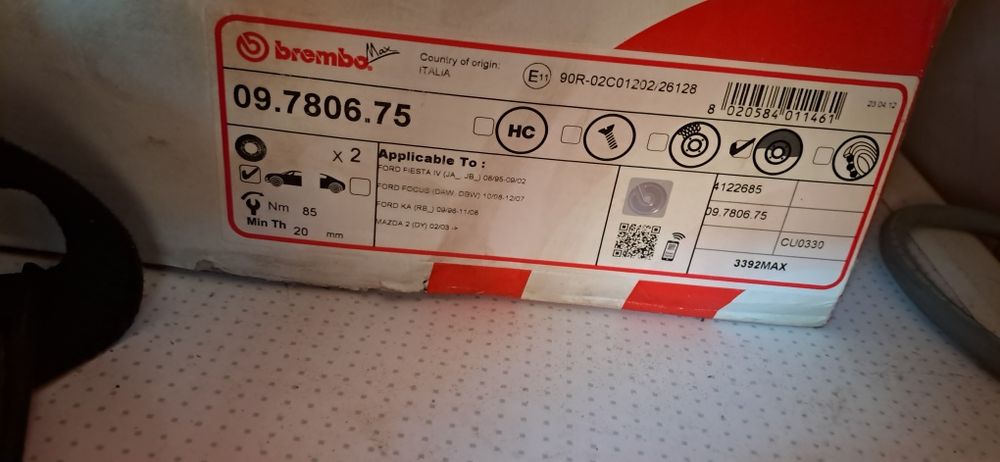 brembo Max
Country of origin:
ITALIA
E11 90R-02C01202/26128
8 020584 011461
23 04 12
09.7806.75
HC
x 2
Nm 85
Min Th 20 mm
Applicable To :
FORD FIESTA IV (JA_, JB_) 08/95-09/02
FORD FOCUS (DAW, DBW) 10/98-12/07
FORD KA (RB_) 09/96-11/08
MAZDA 2 (DY) 02/03 ->
4122685
09.7806.75
CU0330
3392MAX